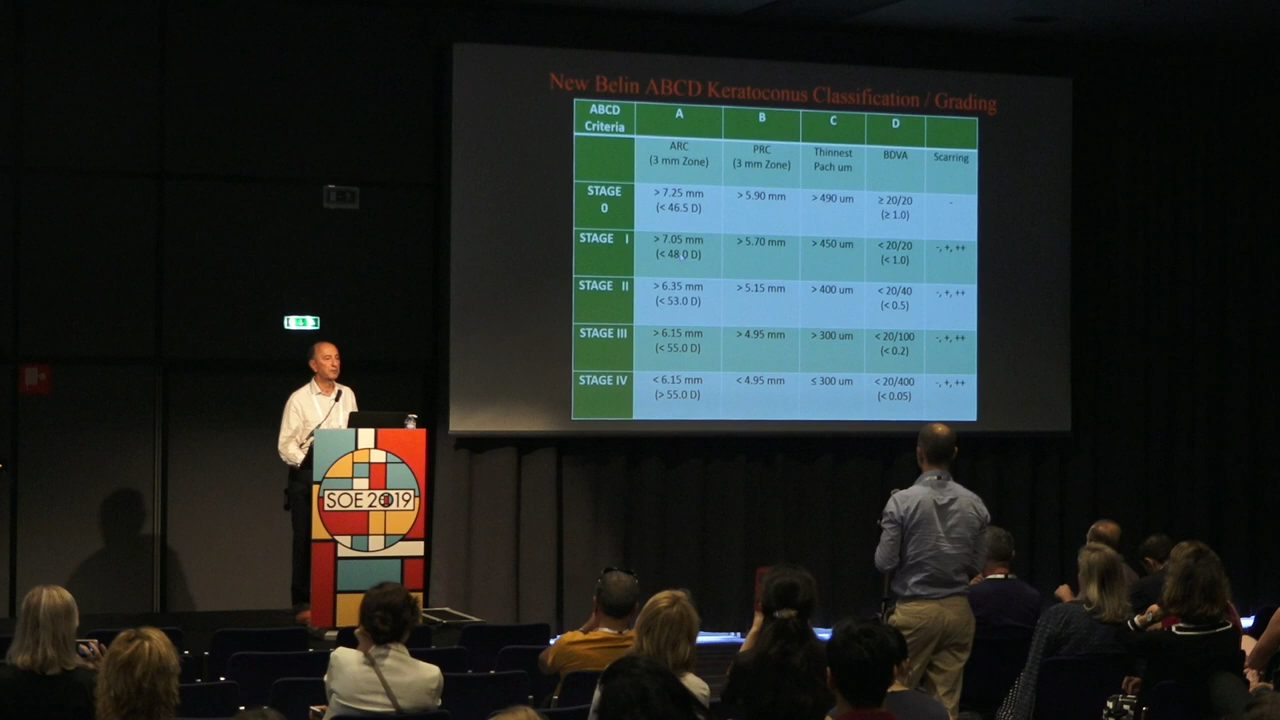 New Belin ABCD Keratoconus Classification / Grading
ABCD Criteria A B C D
ARC (3 mm Zone) PRC (3 mm Zone) Thinnest Pach um BDVA Scarring
STAGE 0 > 7.25 mm (< 46.5 D) > 5.90 mm > 490 um ≥ 20/20 (≥ 1.0) -
STAGE I > 7.05 mm (< 48.0 D) > 5.70 mm > 450 um < 20/20 (< 1.0) -, +, ++
STAGE II > 6.35 mm (< 53.0 D) > 5.15 mm > 400 um < 20/40 (< 0.5) -, +, ++
STAGE III > 6.15 mm (< 55.0 D) > 4.95 mm > 300 um < 20/100 (< 0.2) -, +, ++
STAGE IV < 6.15 mm (> 55.0 D) < 4.95 mm ≤ 300 um < 20/400 (< 0.05) -, +, ++
SOE 2019